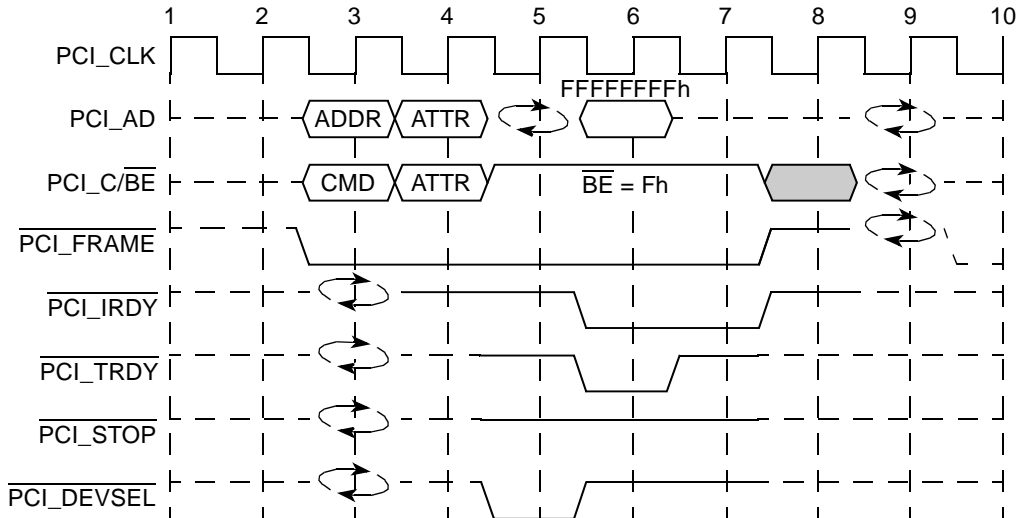 1 2 3 4 5 6 7 8 9 10
PCI_CLK
FFFFFFFFh
PCI_AD ADDR ATTR
PCI_C/BE CMD ATTR BE = Fh
PCI_FRAME
PCI_IRDY
PCI_TRDY
PCI_STOP
PCI_DEVSEL